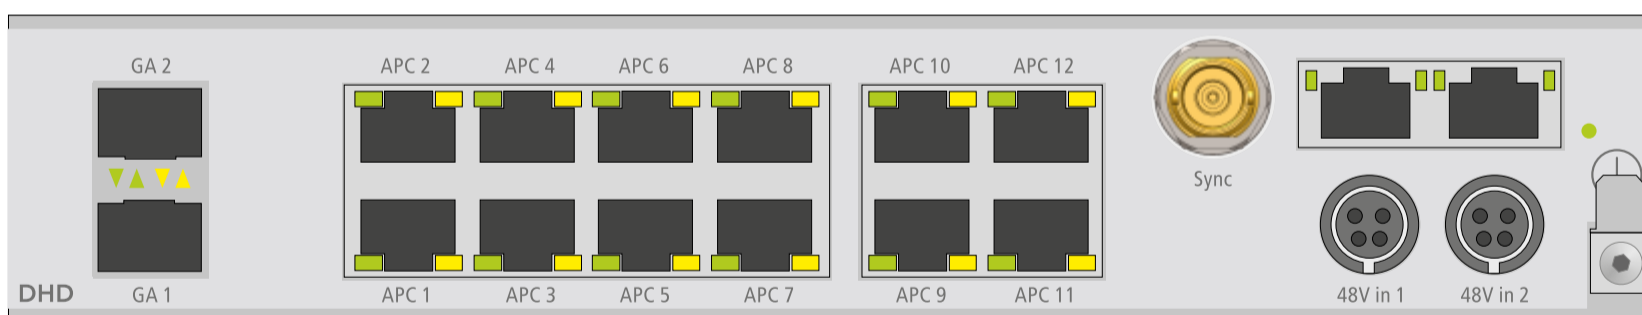 GA 2 APC 2 APC 4 APC 6 APC 8 APC 10 APC 12
Sync
DHD GA 1 APC 1 APC 3 APC 5 APC 7 APC 9 APC 11 48V in 1 48V in 2